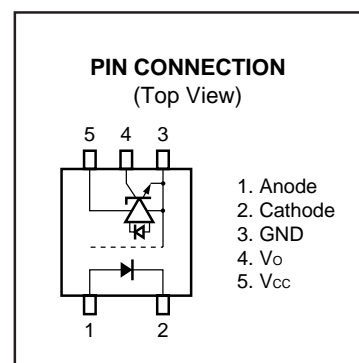 PIN CONNECTION
(Top View)
5 4 3
1. Anode
2. Cathode
3. GND
4. Vo
5. Vcc
1 2